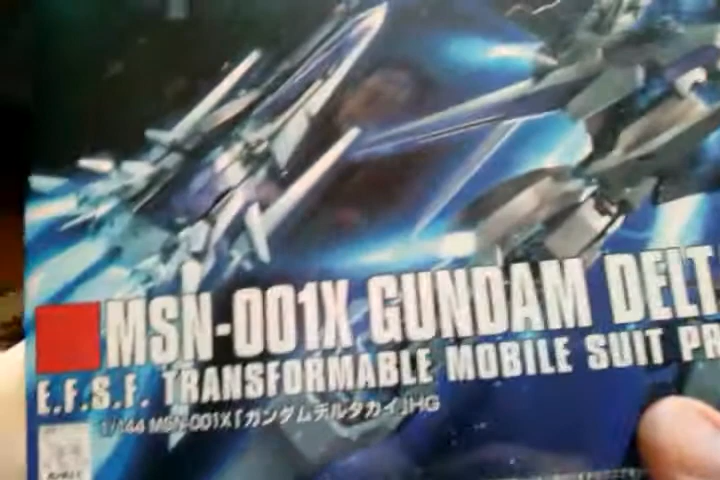 MSN-001X GUNDAM DELT
E.F.S.F. TRANSFORMABLE MOBILE SUIT PR
1/144 MSN-001X「ガンダムデルタカイ」HG